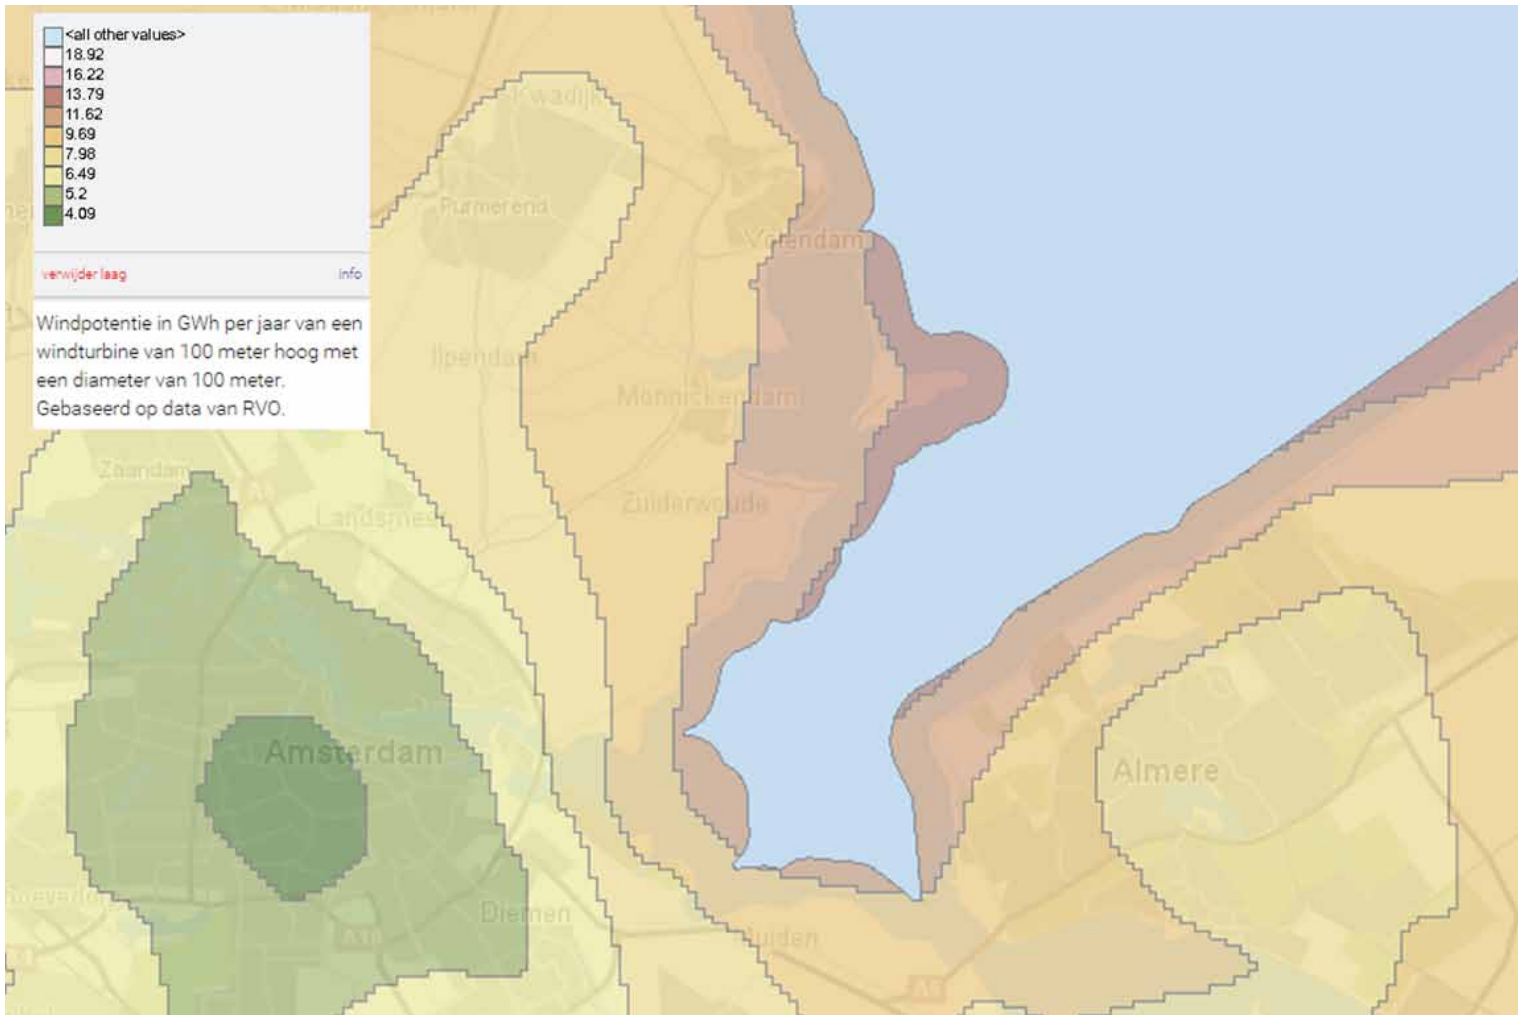 <all other values>
18.92
16.22
13.79
11.62
9.69
7.98
6.49
5.2
4.09
verwijder laag
info
Windpotentie in GWh per jaar van een
windturbine van 100 meter hoog met
een diameter van 100 meter.
Gebaseerd op data van RVO.
Kwadijk
Purmerend
Volendam
Ilpendam
Monnickendam
Zuiderwoude
Zaandam
Landsmee
Amsterdam
Almere
Diemen
Muiden
A10
A6